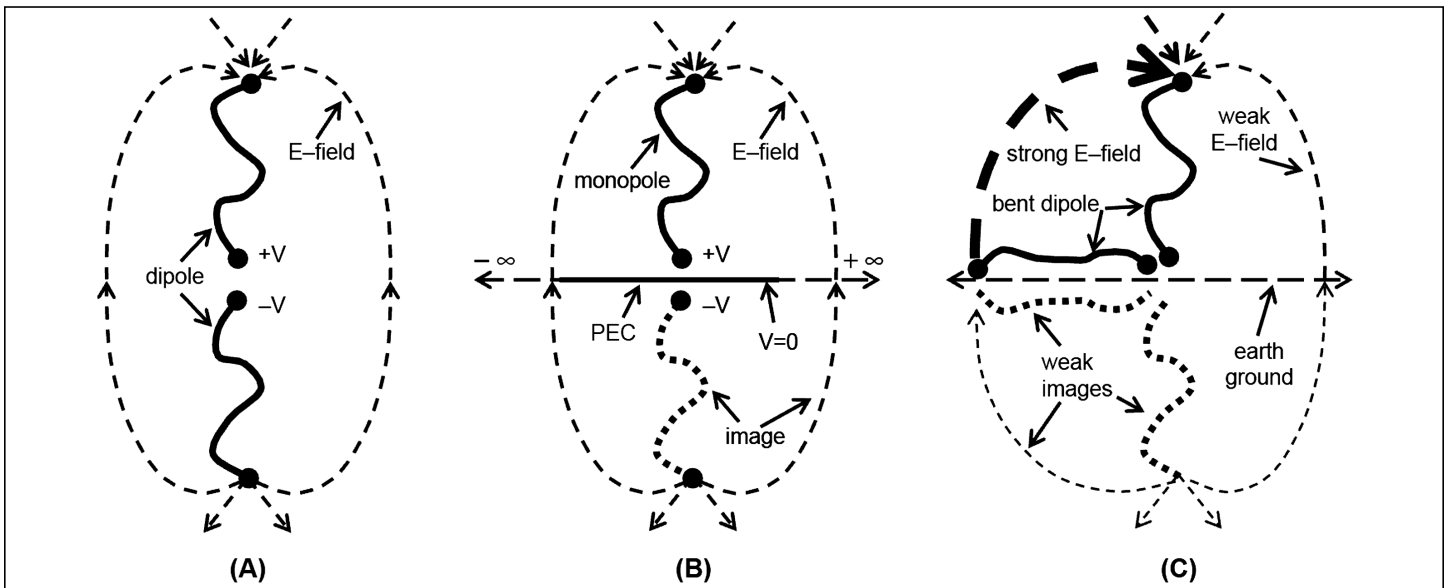 E–field
dipole
+V
–V
(A)
E–field
monopole
+V
– ∞
+ ∞
–V
PEC
V=0
image
(B)
weak
E–field
strong E–field
bent dipole
weak
images
earth
ground
(C)